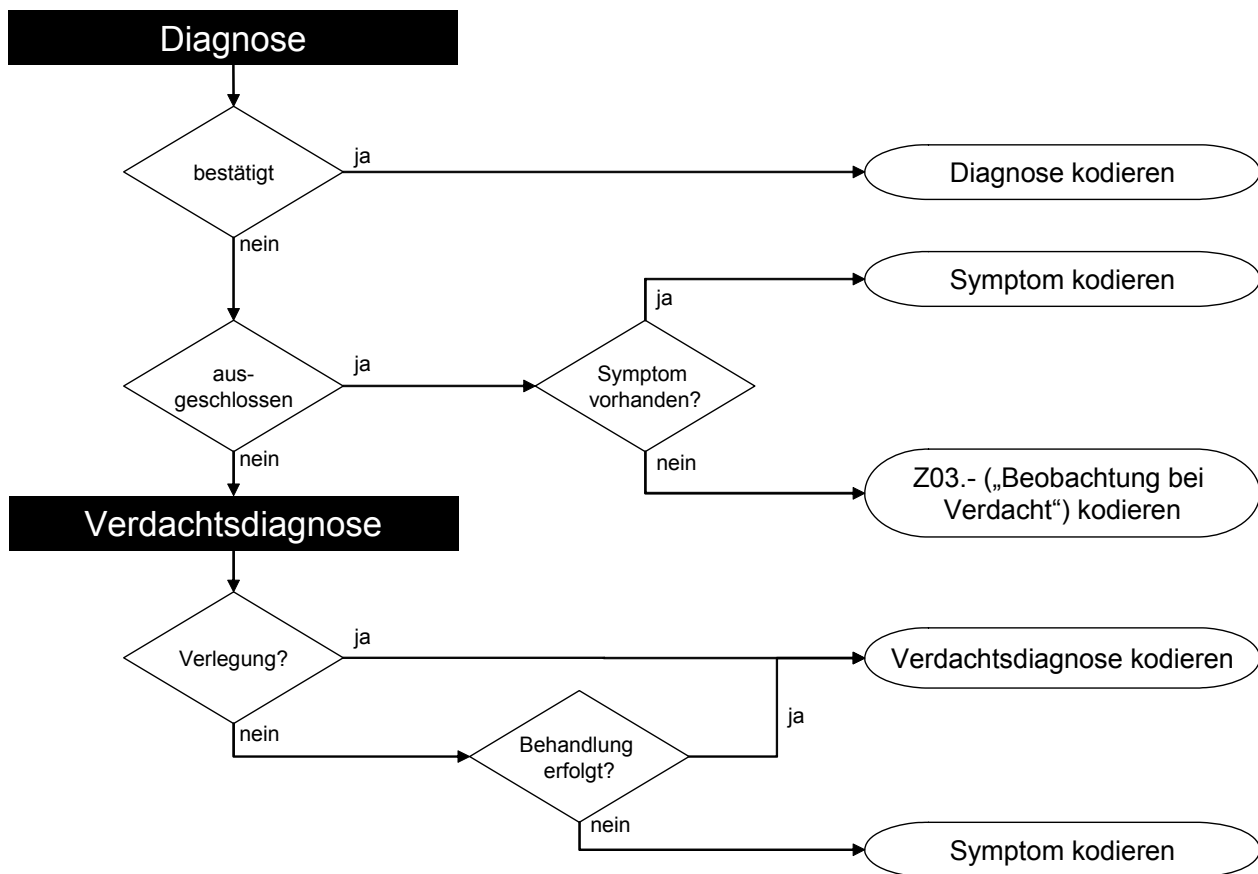 Diagnose
ja
bestätigt
Diagnose kodieren
nein
Symptom kodieren
ja
ja
aus-
geschlossen
Symptom
vorhanden?
nein
nein
Z03.- („Beobachtung bei
Verdacht“) kodieren
Verdachtsdiagnose
ja
Verlegung?
Verdachtsdiagnose kodieren
ja
nein
Behandlung
erfolgt?
nein
Symptom kodieren